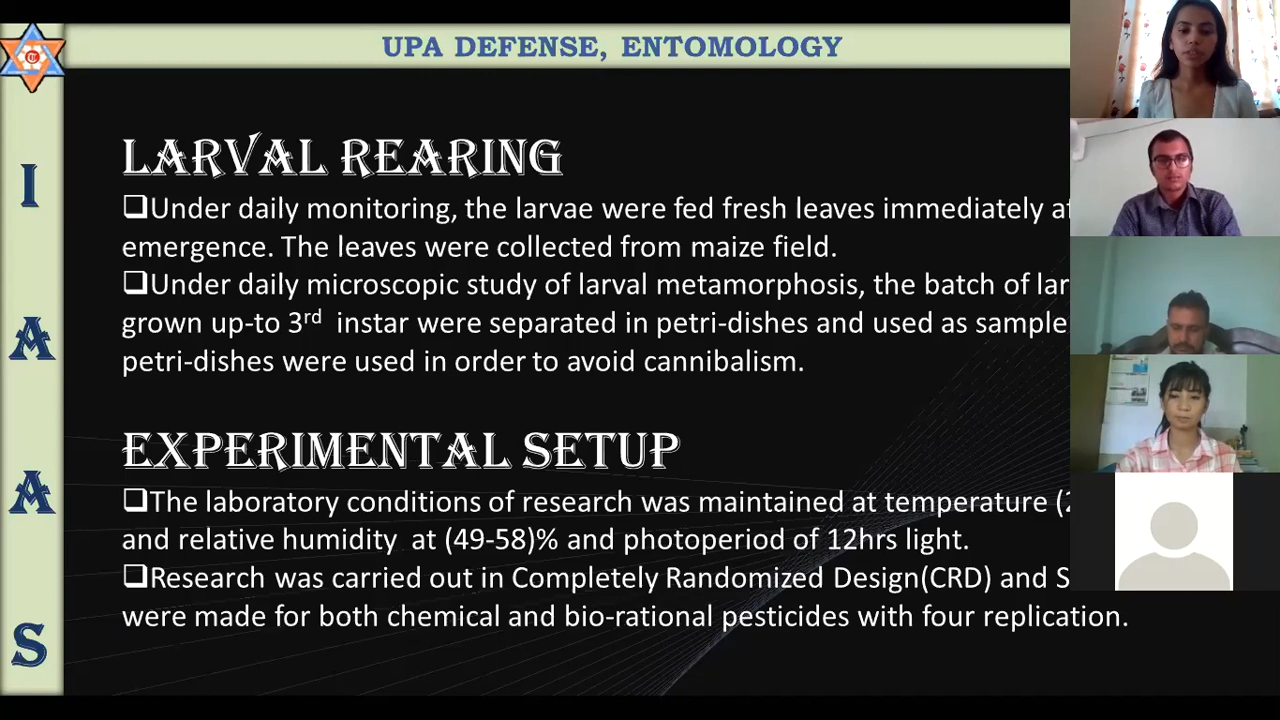 UPA DEFENSE, ENTOMOLOGY
I
A
A
S
LARVAL REARING
❑Under daily monitoring, the larvae were fed fresh leaves immediately
emergence. The leaves were collected from maize field.
❑Under daily microscopic study of larval metamorphosis, the batch of
grown up-to 3rd instar were separated in petri-dishes and used as sample
petri-dishes were used in order to avoid cannibalism.
EXPERIMENTAL SETUP
❑The laboratory conditions of research was maintained at temperature
and relative humidity at (49-58)% and photoperiod of 12hrs light.
❑Research was carried out in Completely Randomized Design(CRD) and
were made for both chemical and bio-rational pesticides with four replication.